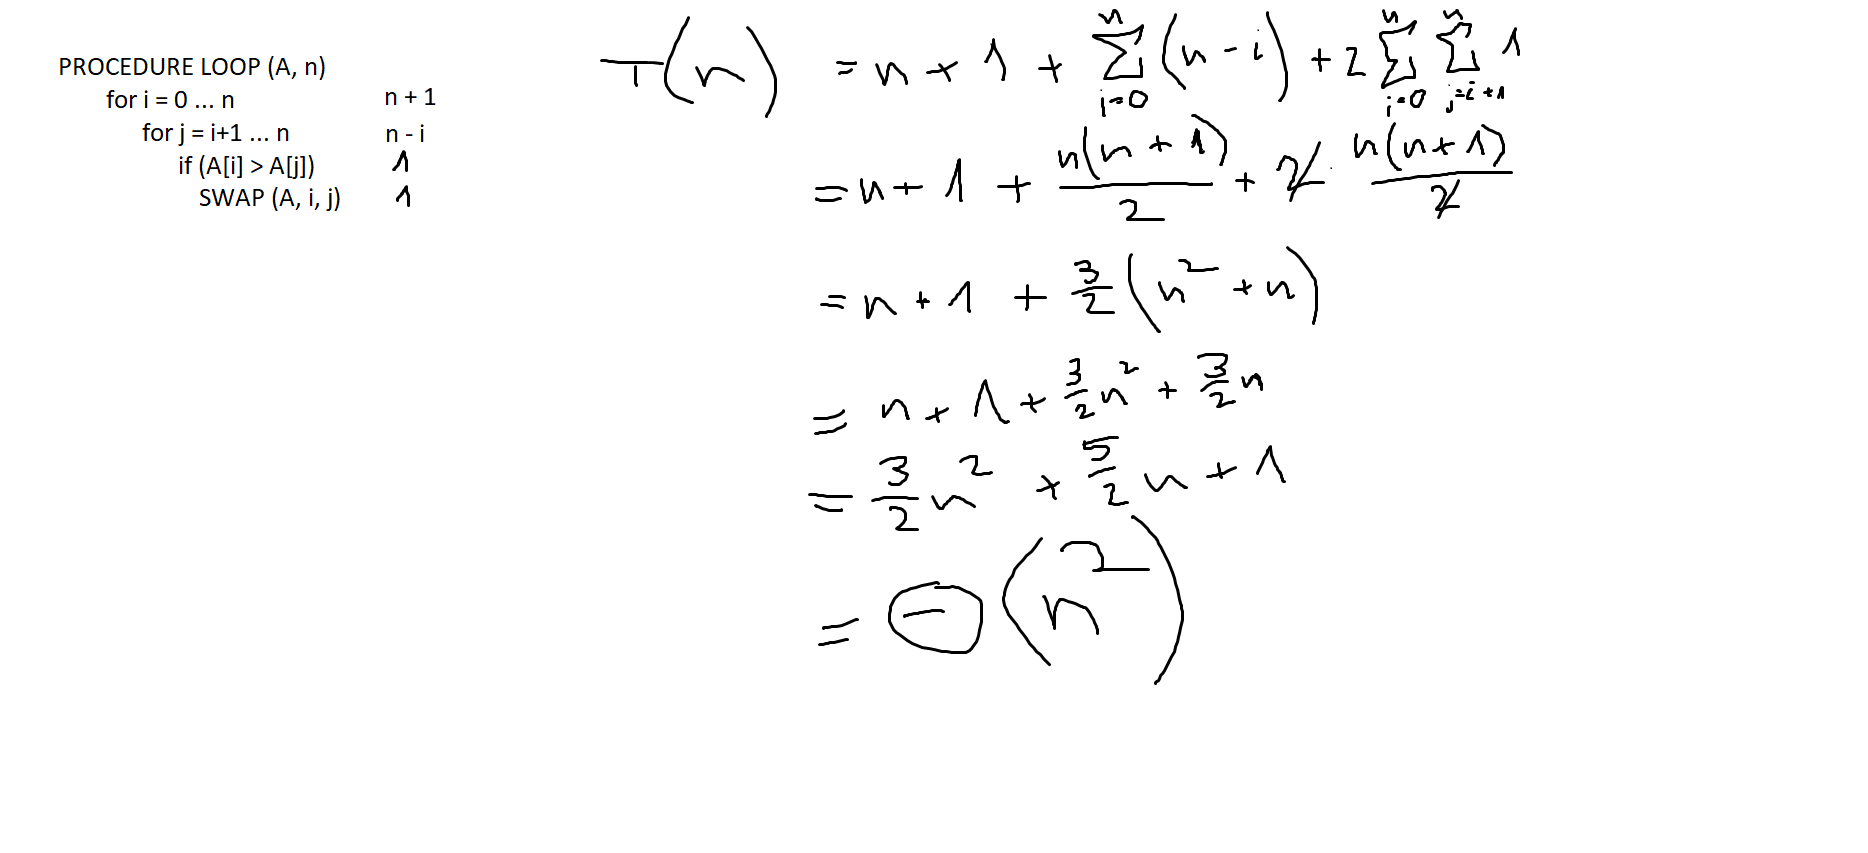 PROCEDURE LOOP (A, n)
for i = 0 ... n    n + 1
for j = i+1 ... n    n - i
if (A[i] > A[j])    1
SWAP (A, i, j)    1
T(n) = n + 1 + \sum_{i=0}^{n} (n - i) + 2 \sum_{i=0}^{n} \sum_{j=i+1}^{n} 1
= n + 1 + \frac{n(n+1)}{2} + 2 · \frac{n(n+1)}{2}
= n + 1 + \frac{3}{2} (n^2 + n)
= n + 1 + \frac{3}{2} n^2 + \frac{3}{2} n
= \frac{3}{2} n^2 + \frac{5}{2} n + 1
= Θ(n^2)